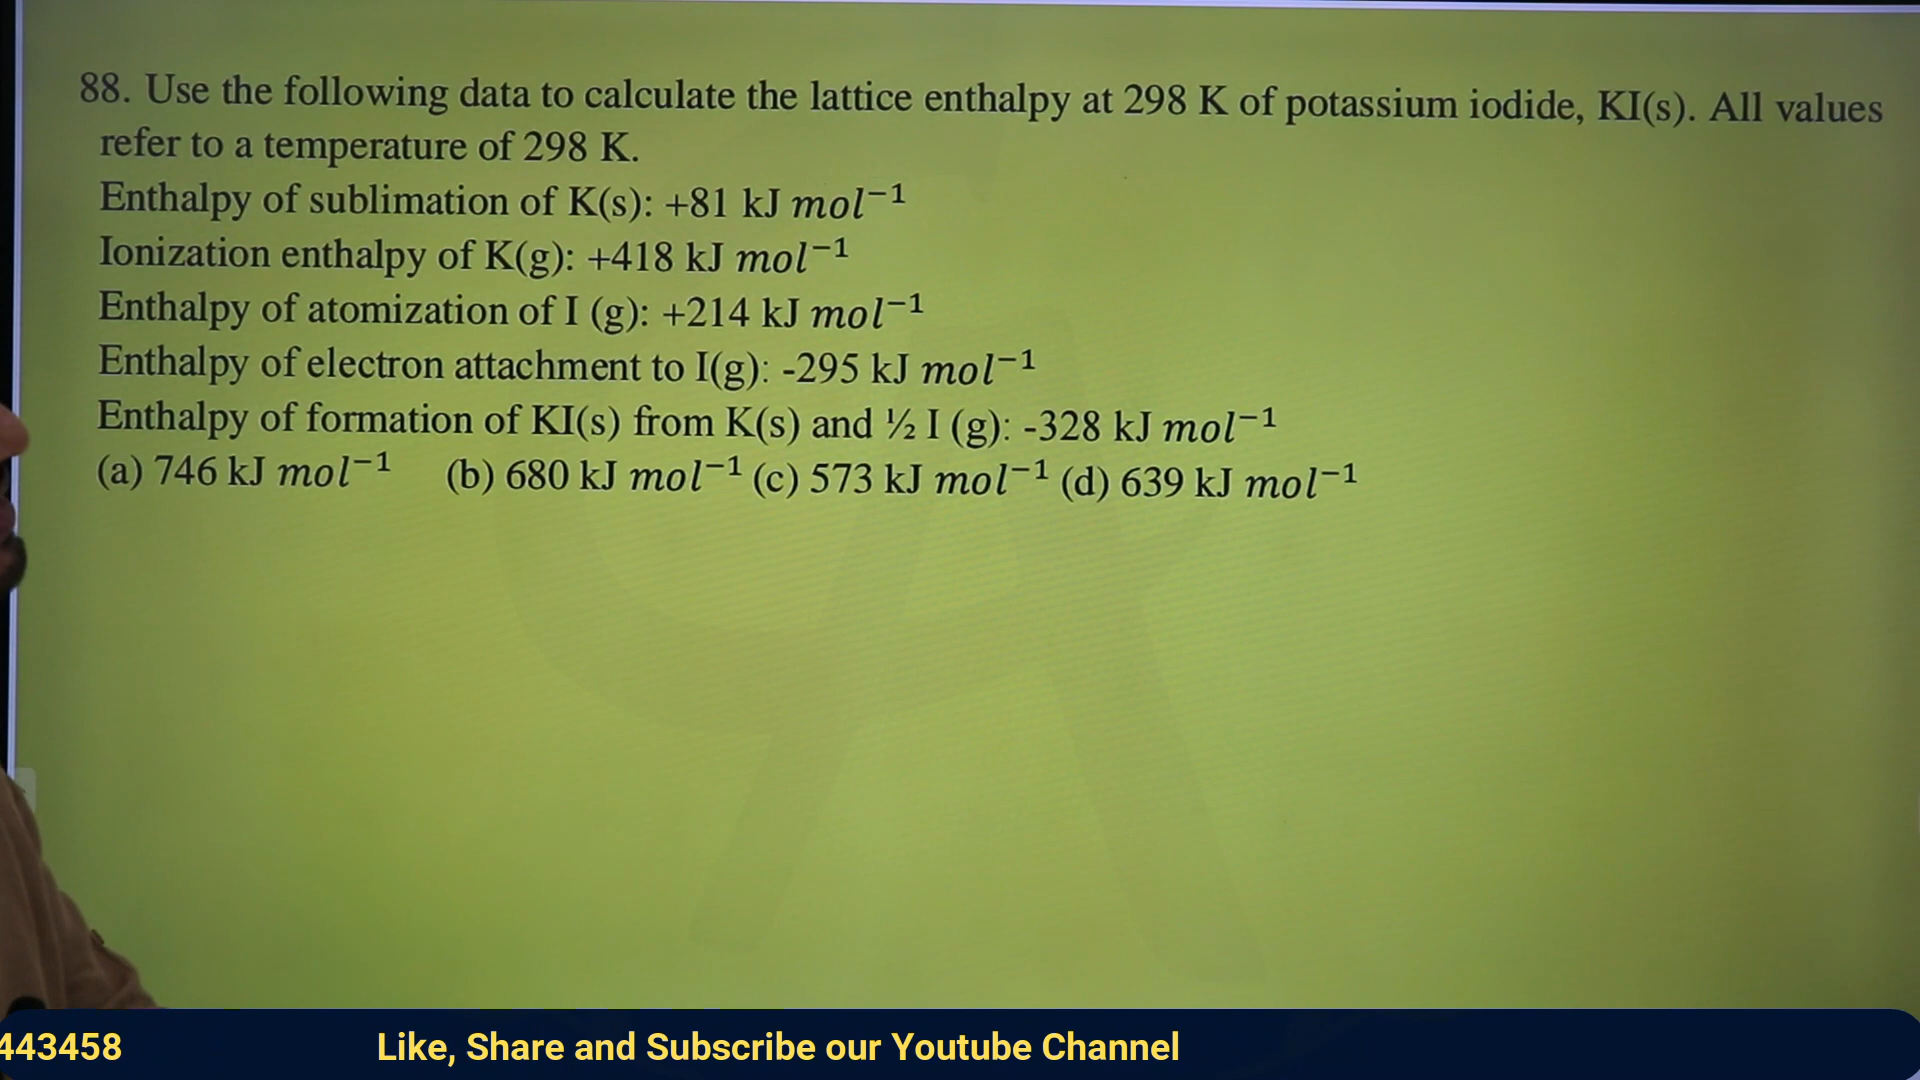 88. Use the following data to calculate the lattice enthalpy at 298 K of potassium iodide, KI(s). All values
refer to a temperature of 298 K.
Enthalpy of sublimation of K(s): +81 kJ mol⁻¹
Ionization enthalpy of K(g): +418 kJ mol⁻¹
Enthalpy of atomization of I (g): +214 kJ mol⁻¹
Enthalpy of electron attachment to I(g): -295 kJ mol⁻¹
Enthalpy of formation of KI(s) from K(s) and ½ I (g): -328 kJ mol⁻¹
(a) 746 kJ mol⁻¹ (b) 680 kJ mol⁻¹ (c) 573 kJ mol⁻¹ (d) 639 kJ mol⁻¹
443458 Like, Share and Subscribe our Youtube Channel